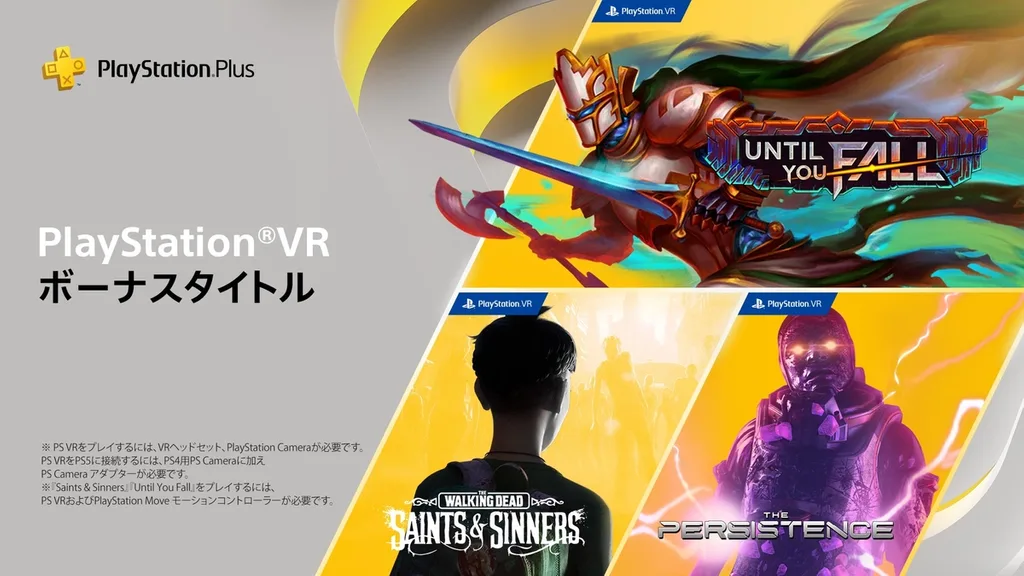 PlayStation.Plus
PlayStation®VR
ボーナスタイトル
※ PS VRをプレイするには、VRヘッドセット、PlayStation Cameraが必要です。
PS VRをPS5に接続するには、PS4用PS Cameraに加え
PS Camera アダプターが必要です。
※『Saints & Sinners』『Until You Fall』をプレイするには、
PS VRおよびPlayStation Move モーションコントローラーが必要です。
PlayStation.VR
UNTIL
YOU FALL
PlayStation.VR
THE
WALKING DEAD
SAINTS & SINNERS
PlayStation.VR
THE
PERSISTENCE